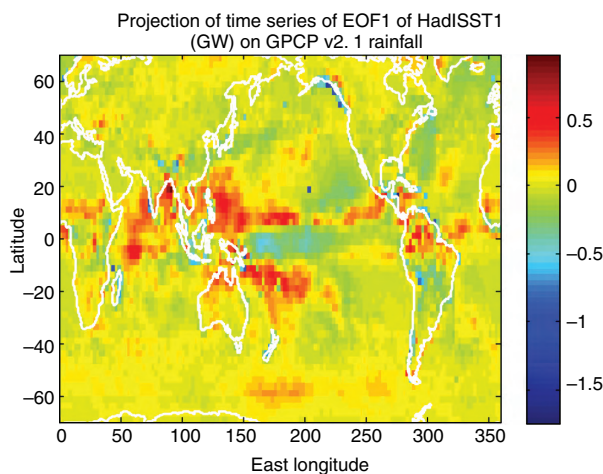 Projection of time series of EOF1 of HadISST1
(GW) on GPCP v2. 1 rainfall
60
40
20
0
−20
−40
−60
Latitude
0 50 100 150 200 250 300 350
East longitude
0.5
0
−0.5
−1
−1.5